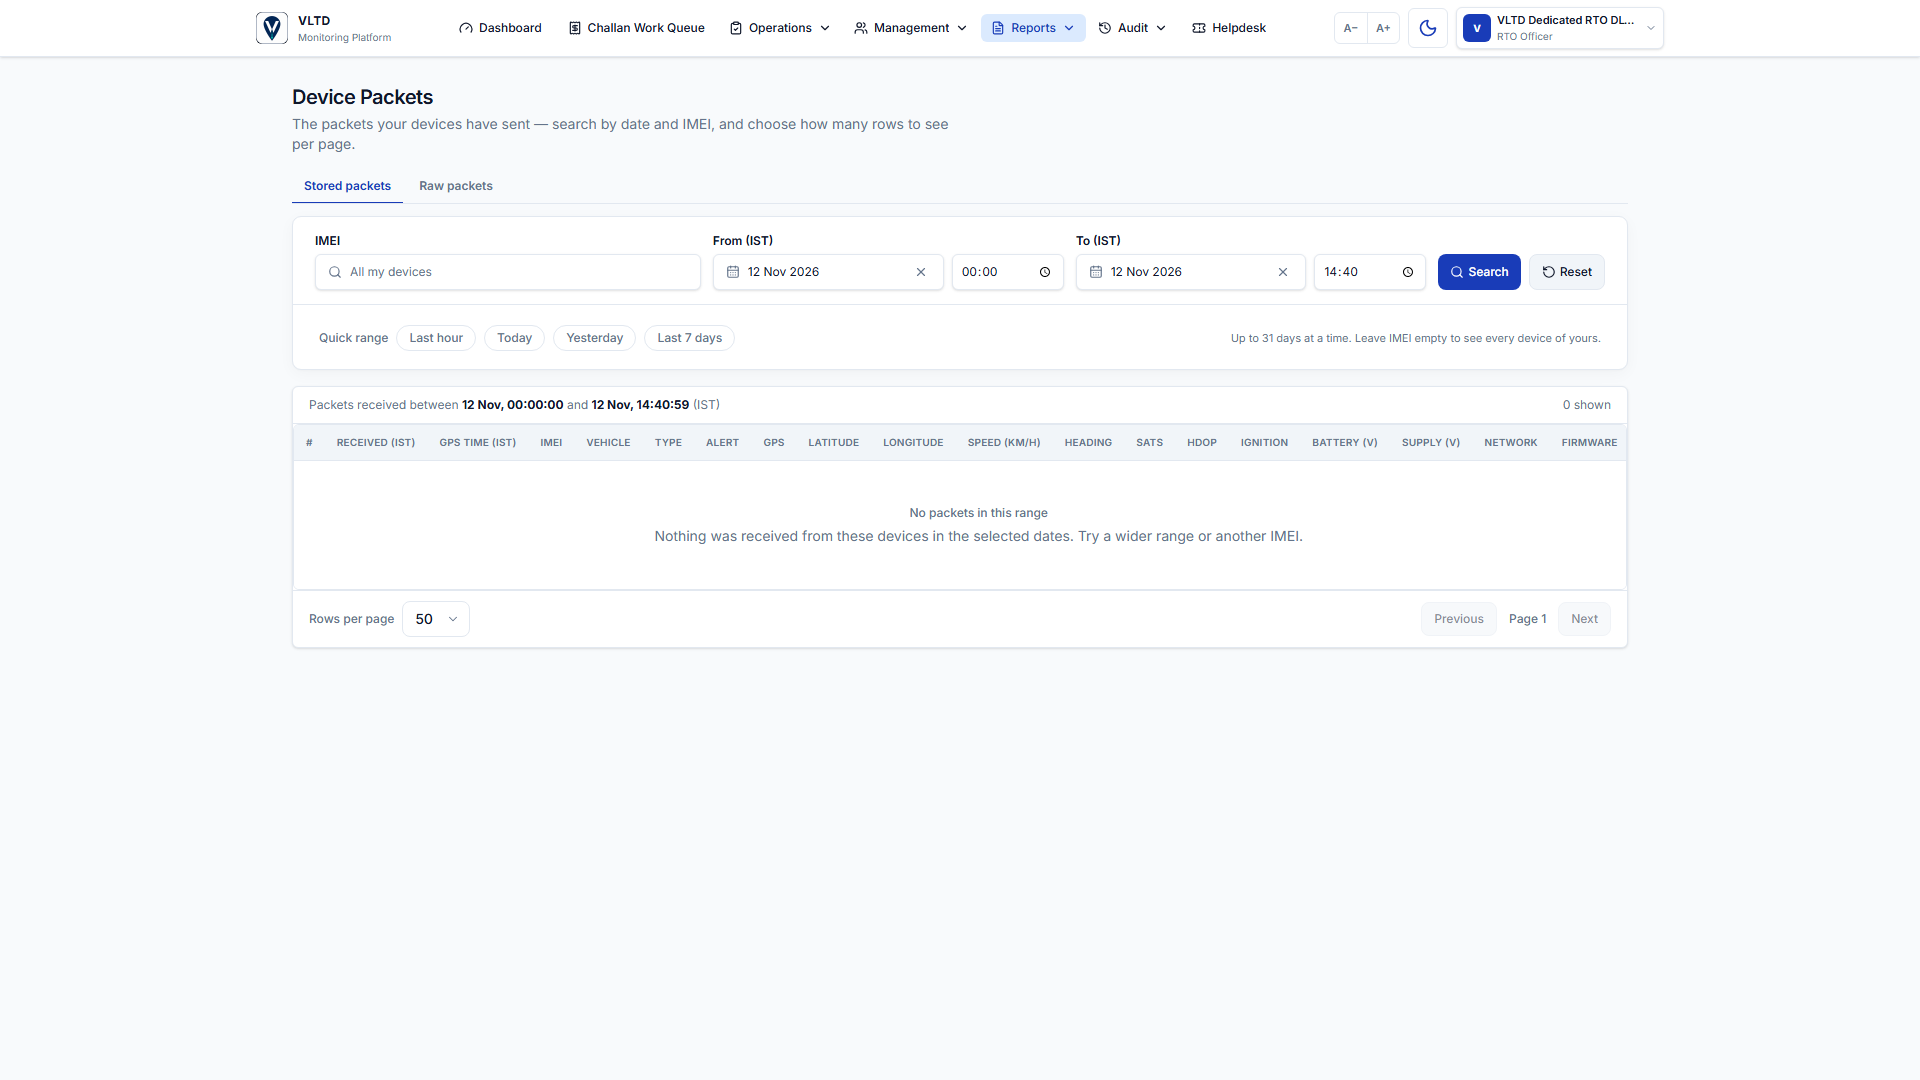 VLTD
Monitoring Platform
Dashboard
Challan Work Queue
Operations
Management
Reports
Audit
Helpdesk
A−
A+
V
VLTD Dedicated RTO DL...
RTO Officer
Device Packets
The packets your devices have sent — search by date and IMEI, and choose how many rows to see
per page.
Stored packets
Raw packets
IMEI
From (IST)
To (IST)
All my devices
12 Nov 2026
00:00
12 Nov 2026
14:40
Search
Reset
Quick range
Last hour
Today
Yesterday
Last 7 days
Up to 31 days at a time. Leave IMEI empty to see every device of yours.
Packets received between 12 Nov, 00:00:00 and 12 Nov, 14:40:59 (IST)
0 shown
# RECEIVED (IST) GPS TIME (IST) IMEI VEHICLE TYPE ALERT GPS LATITUDE LONGITUDE SPEED (KM/H) HEADING SATS HDOP IGNITION BATTERY (V) SUPPLY (V) NETWORK FIRMWARE
No packets in this range
Nothing was received from these devices in the selected dates. Try a wider range or another IMEI.
Rows per page
50
Previous
Page 1
Next